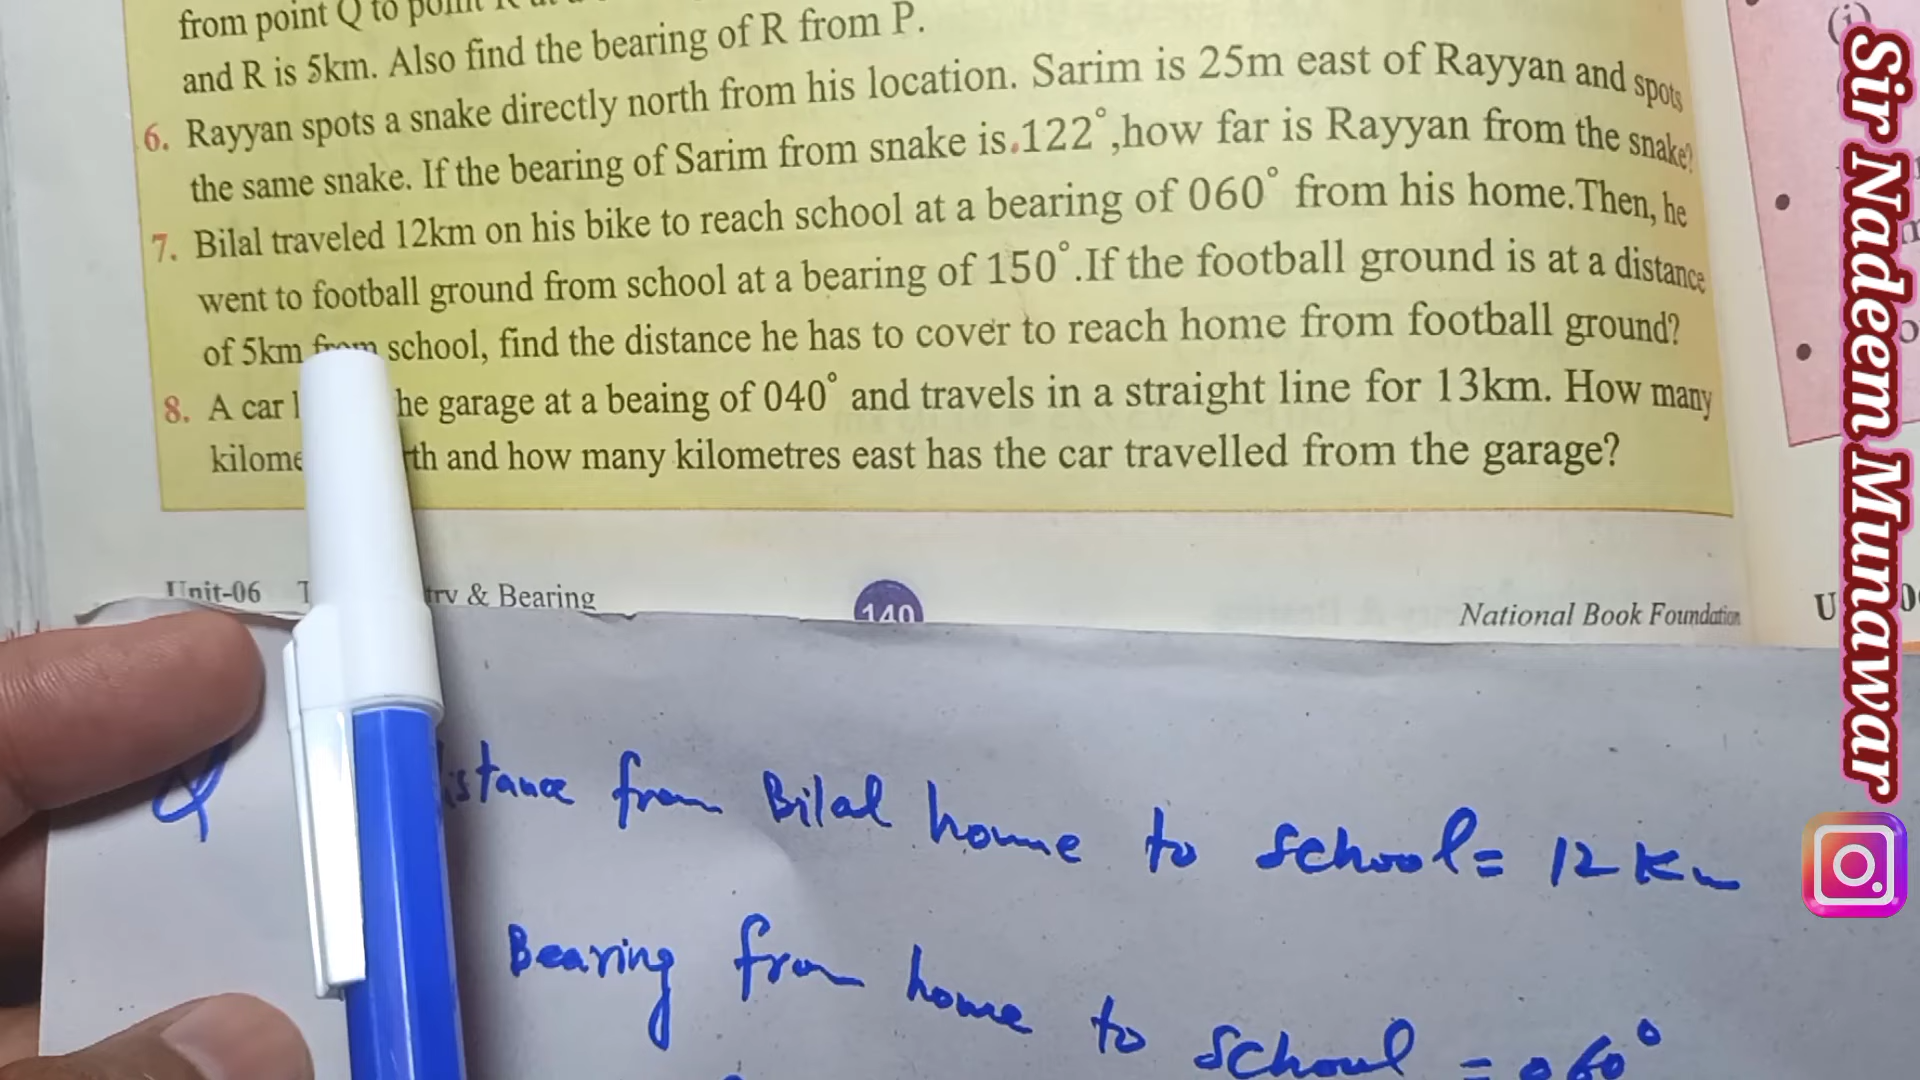 from point Q to point R at a
and R is 5km. Also find the bearing of R from P.
6. Rayyan spots a snake directly north from his location. Sarim is 25m east of Rayyan and spots
the same snake. If the bearing of Sarim from snake is 122°, how far is Rayyan from the snake?
7. Bilal traveled 12km on his bike to reach school at a bearing of 060° from his home. Then, he
went to football ground from school at a bearing of 150°. If the football ground is at a distance
of 5km from school, find the distance he has to cover to reach home from football ground?
8. A car l he garage at a beaing of 040° and travels in a straight line for 13km. How many
kilome th and how many kilometres east has the car travelled from the garage?
Unit-06 T try & Bearing
140
National Book Foundation
istance from Bilal home to school = 12 Km
Bearing from home to school = 060°
(i)
Sir Nadeem Munawar